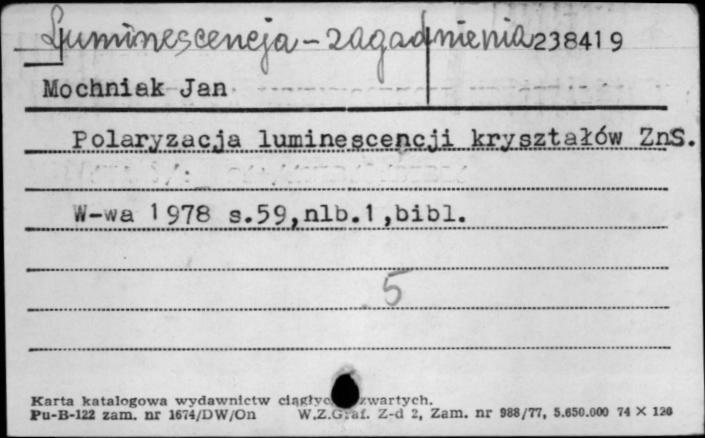 Luminescencja - zagadnienia 238419
Mochniak Jan
Polaryzacja luminescencji kryształów ZnS.
W-wa 1978 s.59,nlb.1,bibl.
5
Karta katalogowa wydawnictw zwartych.
Pu-B-122 zam. nr 1674/DW/On W.Z.Graf. Z-d 2, Zam. nr 988/77, 5.650.000 74 X 120